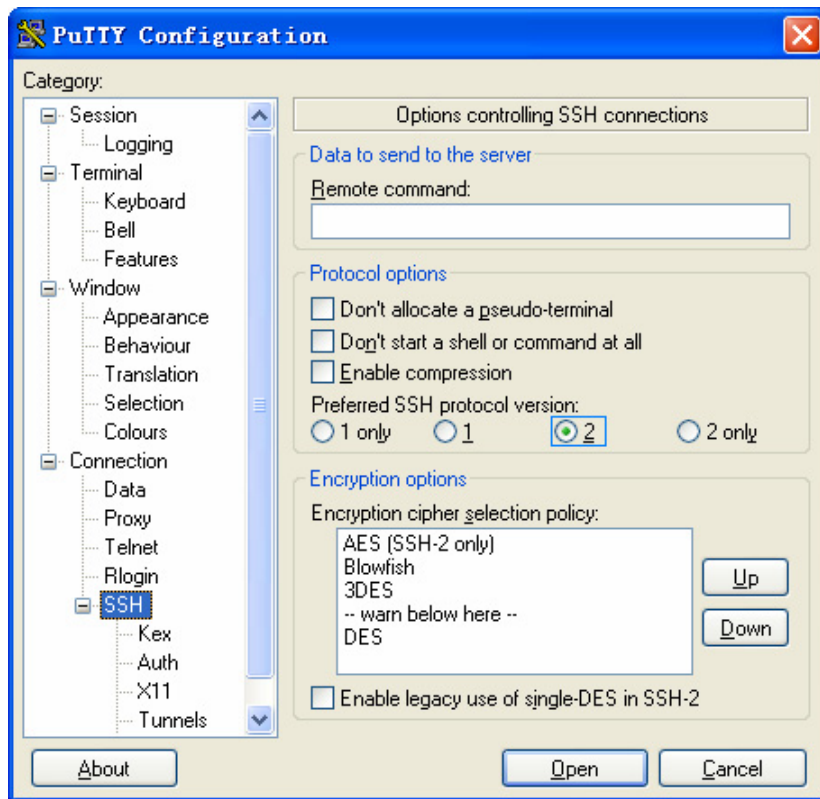 PuTTY Configuration
Category:
Session
Logging
Terminal
Keyboard
Bell
Features
Window
Appearance
Behaviour
Translation
Selection
Colours
Connection
Data
Proxy
Telnet
Rlogin
SSH
Kex
Auth
X11
Tunnels
Options controlling SSH connections
Data to send to the server
Remote command:
Protocol options
Don't allocate a pseudo-terminal
Don't start a shell or command at all
Enable compression
Preferred SSH protocol version:
1 only 1 2 2 only
Encryption options
Encryption cipher selection policy:
AES (SSH-2 only)
Blowfish
3DES
-- warn below here --
DES
Up
Down
Enable legacy use of single-DES in SSH-2
About Open Cancel